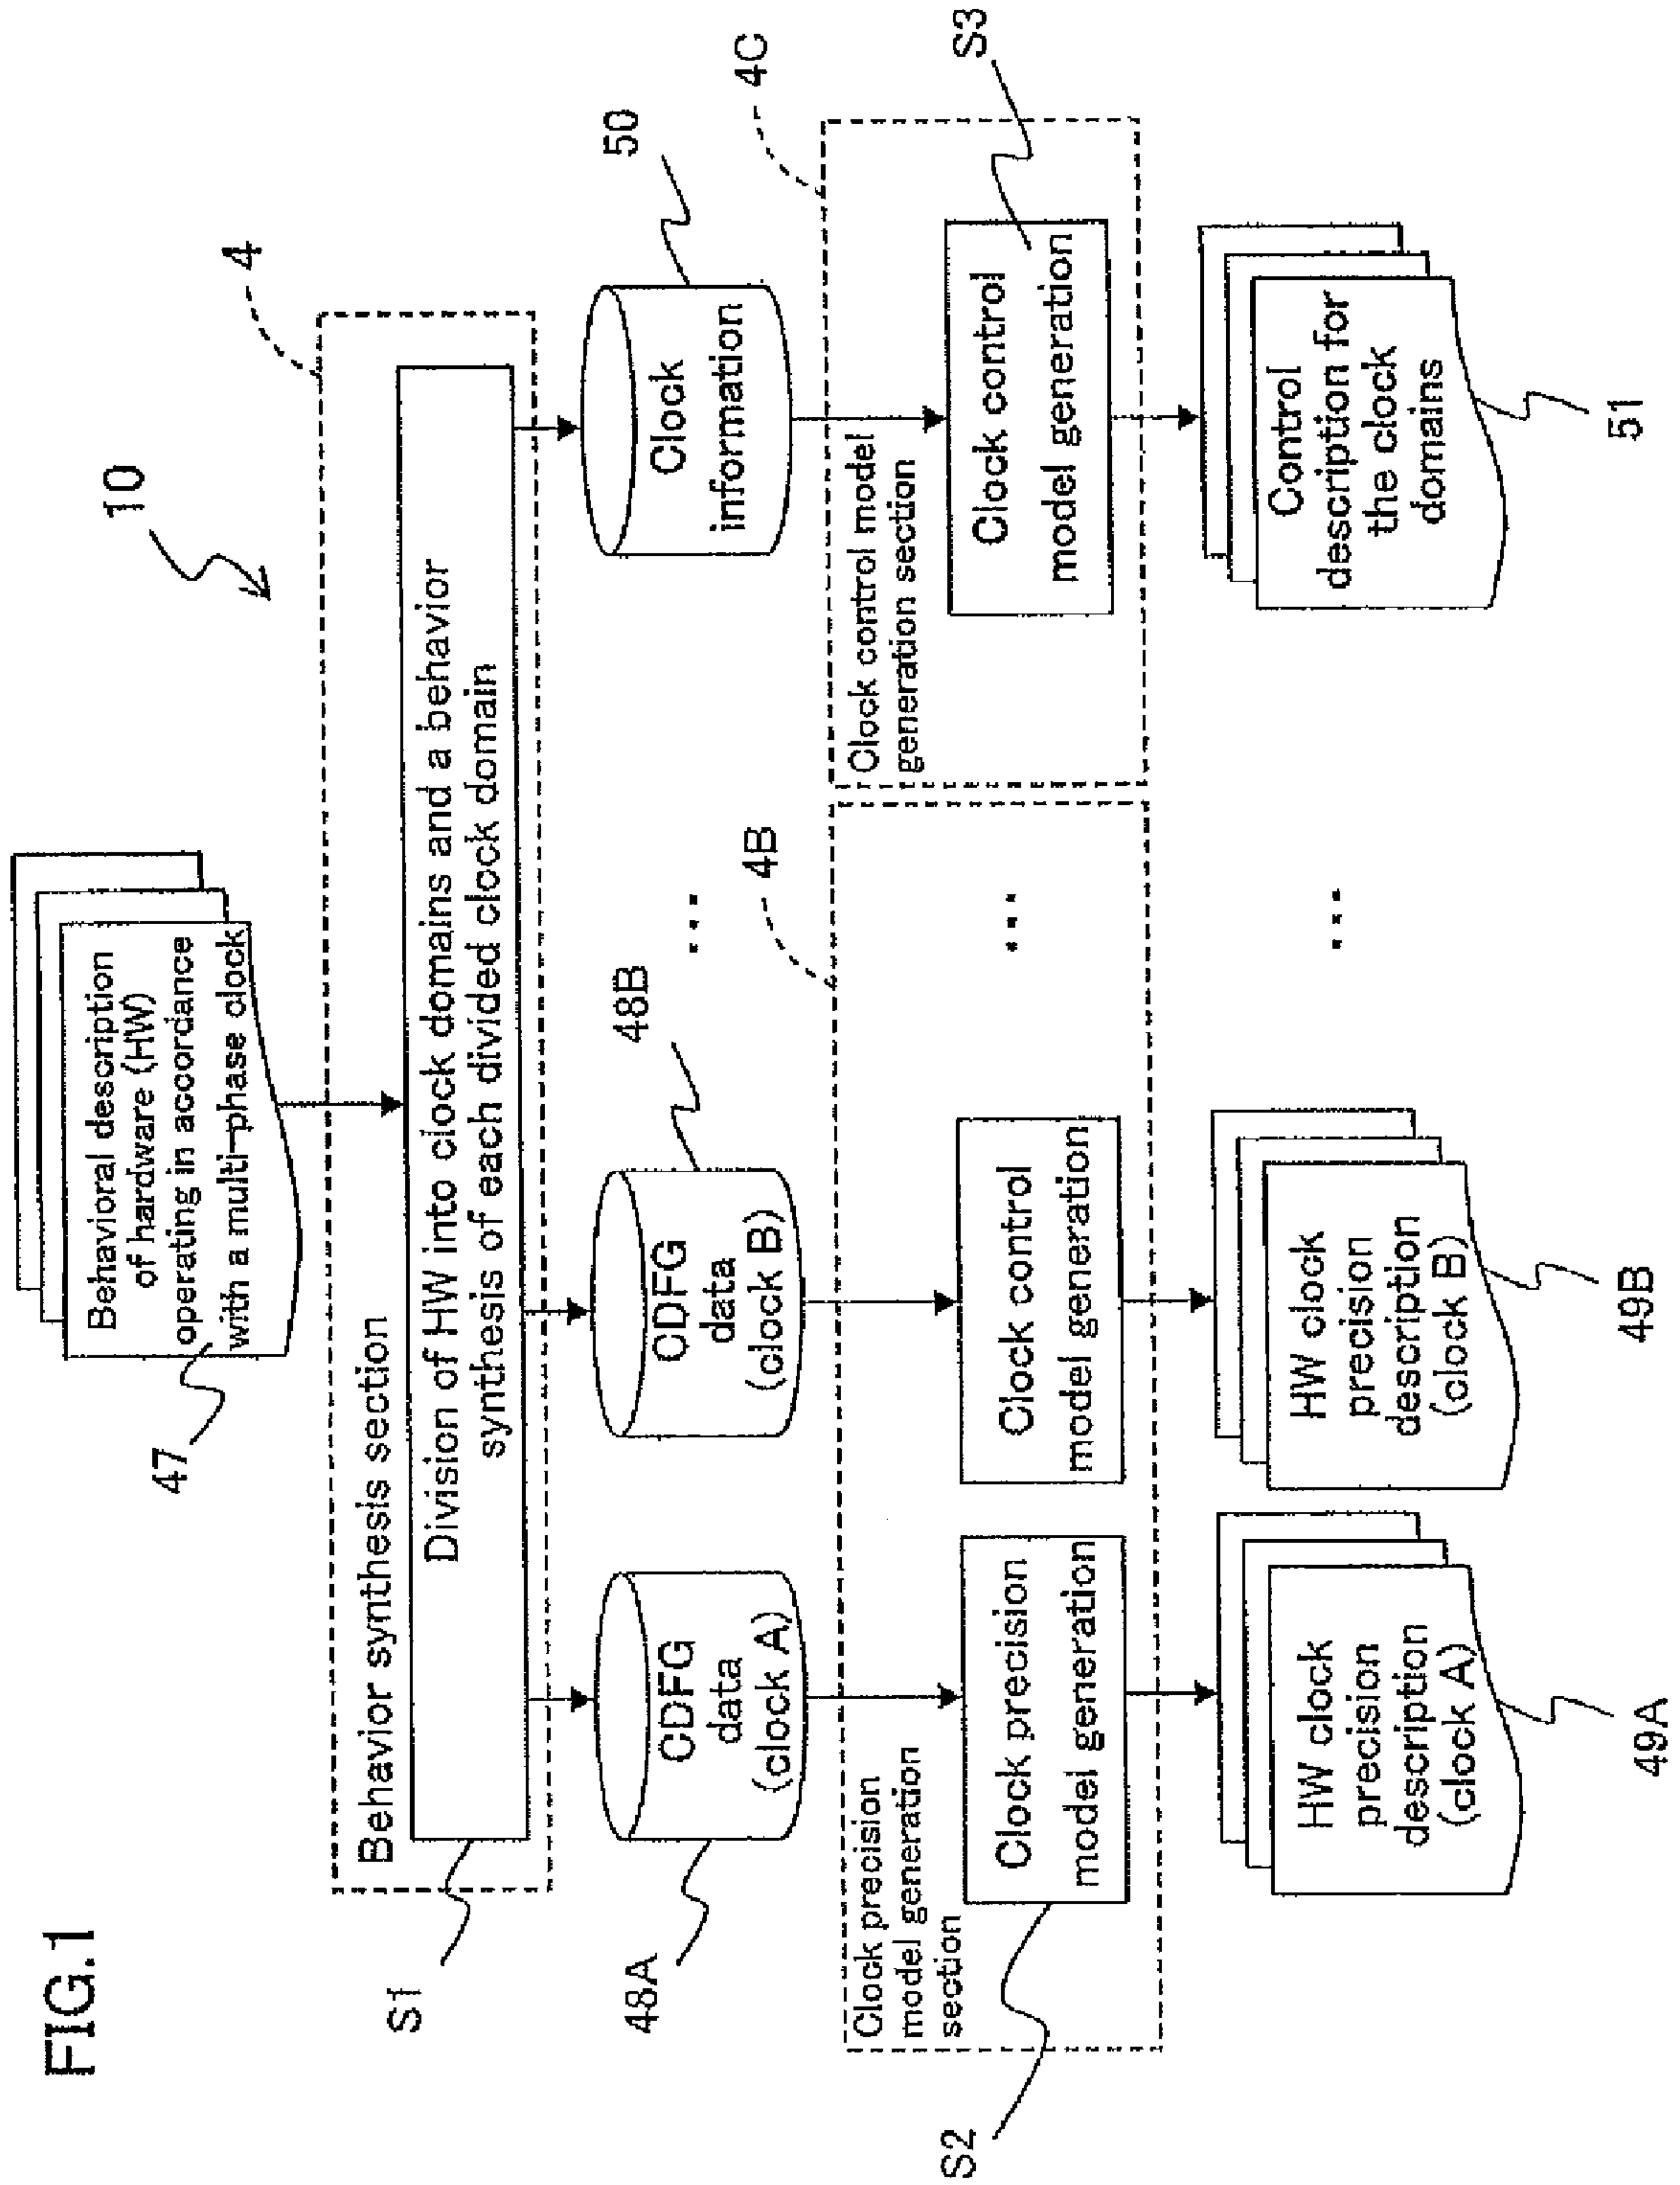 FIG.1
10
47
Behavioral description
of hardware (HW)
operating in accordance
with a multi-phase clock
4
Behavior synthesis section
S1
Division of HW into clock domains and a behavior
synthesis of each divided clock domain
48A
CDFG
data
(clock A)
48B
CDFG
data
(clock B)
...
50
Clock
information
4B
Clock precision
model generation
section
S2
Clock precision
model generation
Clock control
model generation
...
4C
Clock control model
generation section
S3
Clock control
model generation
HW clock
precision
description
(clock A)
49A
HW clock
precision
description
(clock B)
49B
...
Control
description for
the clock
domains
51